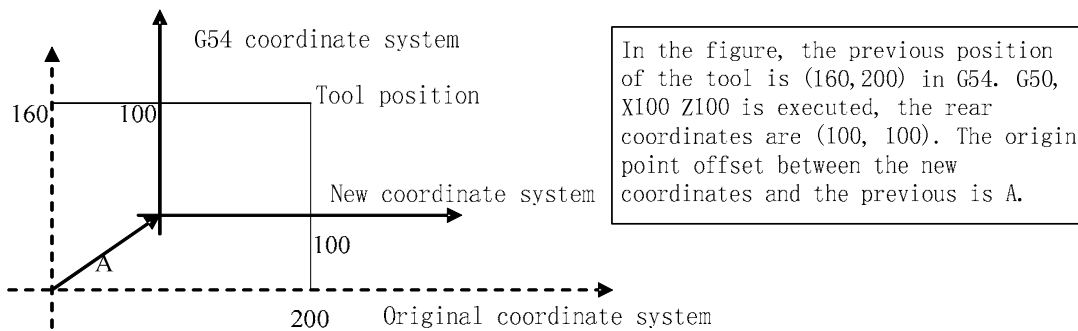 G54 coordinate system
160
100
Tool position
New coordinate system
100
A
200
Original coordinate system
In the figure, the previous position
of the tool is (160,200) in G54. G50,
X100 Z100 is executed, the rear
coordinates are (100, 100). The origin
point offset between the new
coordinates and the previous is A.